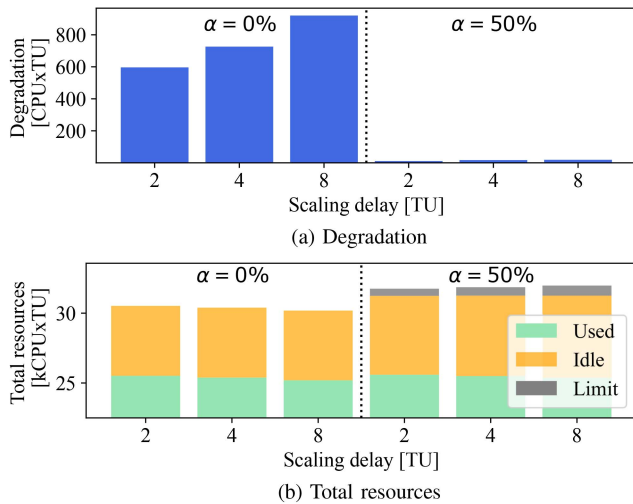 α = 0%
α = 50%
Degradation
[CPUxTU]
800
600
400
200
2 4 8 2 4 8
Scaling delay [TU]
(a) Degradation
α = 0%
α = 50%
Total resources
[kCPUxTU]
30
25
Used
Idle
Limit
2 4 8 2 4 8
Scaling delay [TU]
(b) Total resources